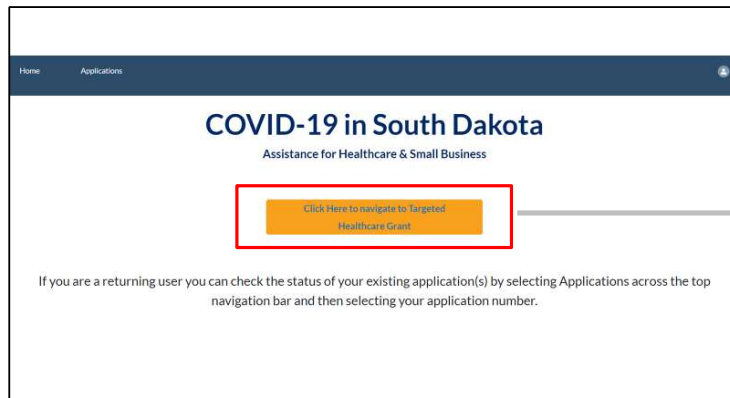 Home Applications
COVID-19 in South Dakota
Assistance for Healthcare & Small Business
Click Here to navigate to Targeted
Healthcare Grant
If you are a returning user you can check the status of your existing application(s) by selecting Applications across the top
navigation bar and then selecting your application number.